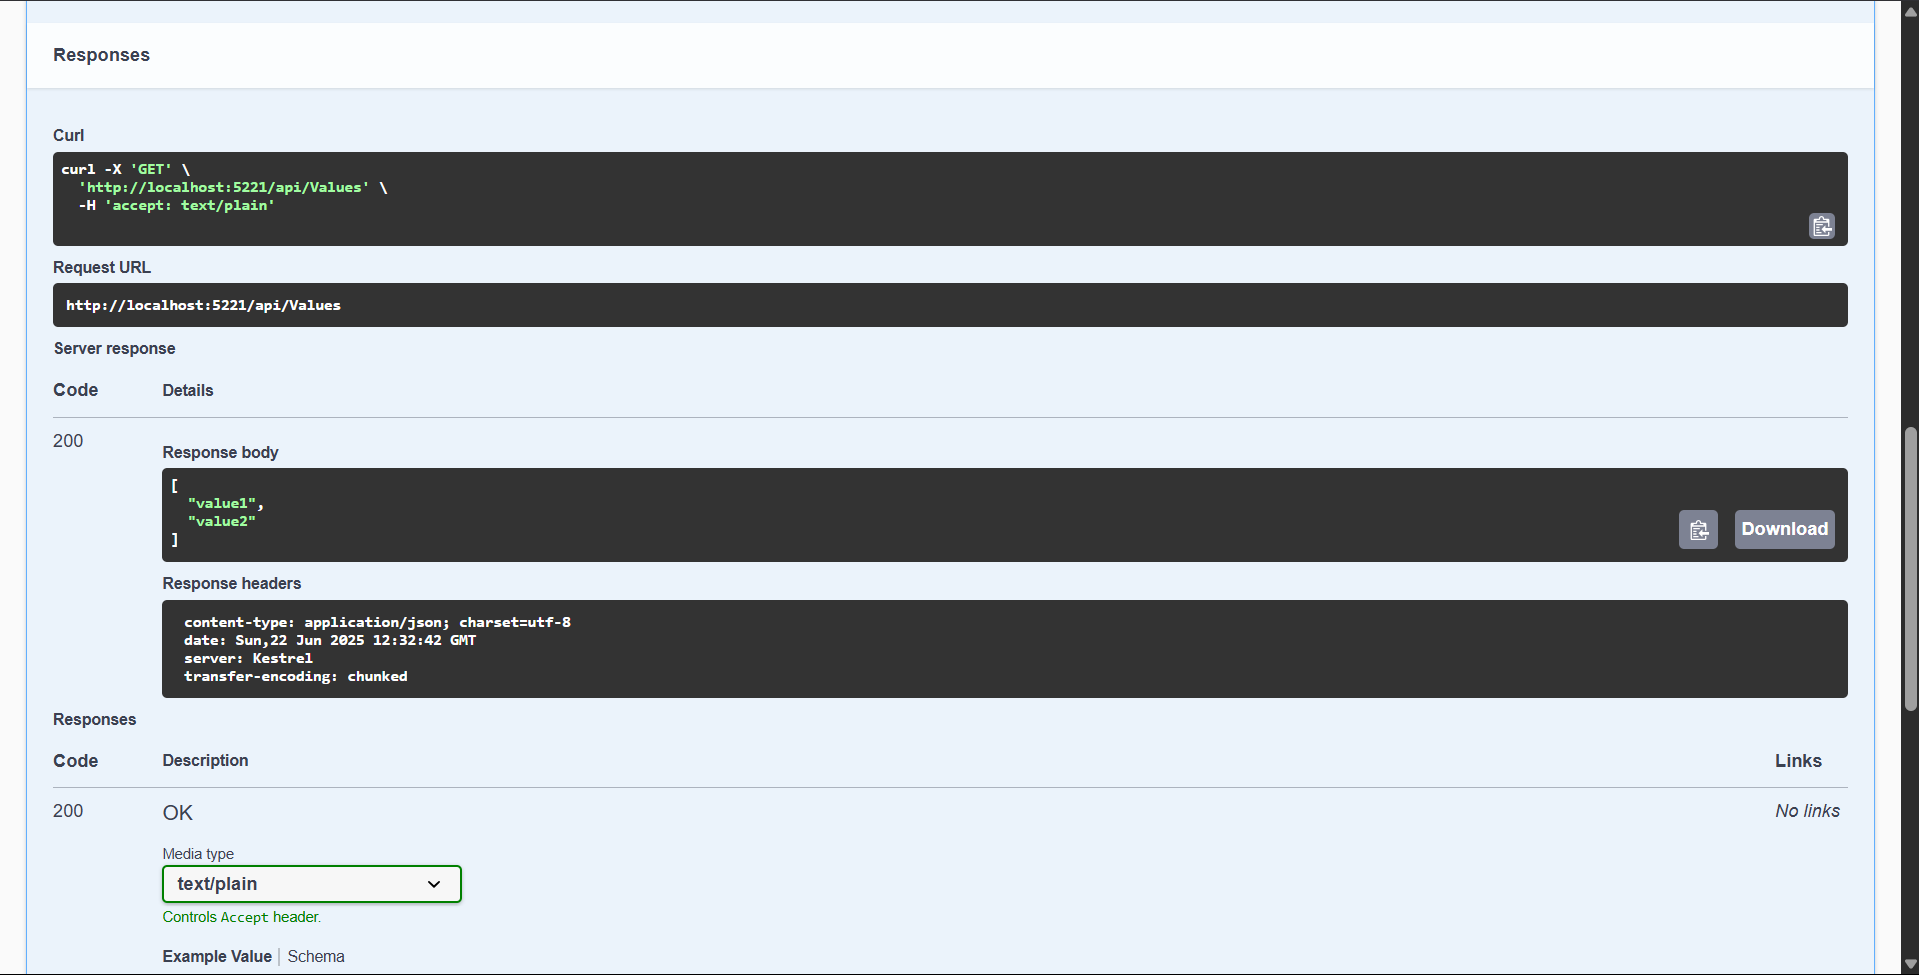 Responses
Curl
curl -X 'GET' \
'http://localhost:5221/api/Values' \
-H 'accept: text/plain'
Request URL
http://localhost:5221/api/Values
Server response
Code Details
200
Response body
[
"value1",
"value2"
]
Download
Response headers
content-type: application/json; charset=utf-8
date: Sun,22 Jun 2025 12:32:42 GMT
server: Kestrel
transfer-encoding: chunked
Responses
Code Description Links
200 OK No links
Media type
text/plain
Controls Accept header.
Example Value Schema